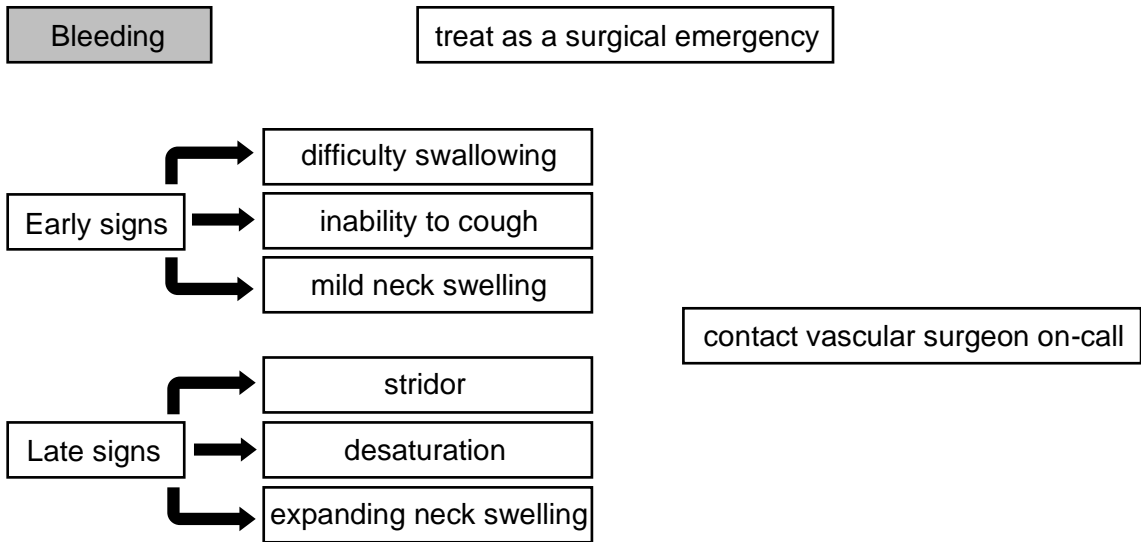 Bleeding
treat as a surgical emergency
difficulty swallowing
Early signs
inability to cough
mild neck swelling
contact vascular surgeon on-call
stridor
Late signs
desaturation
expanding neck swelling